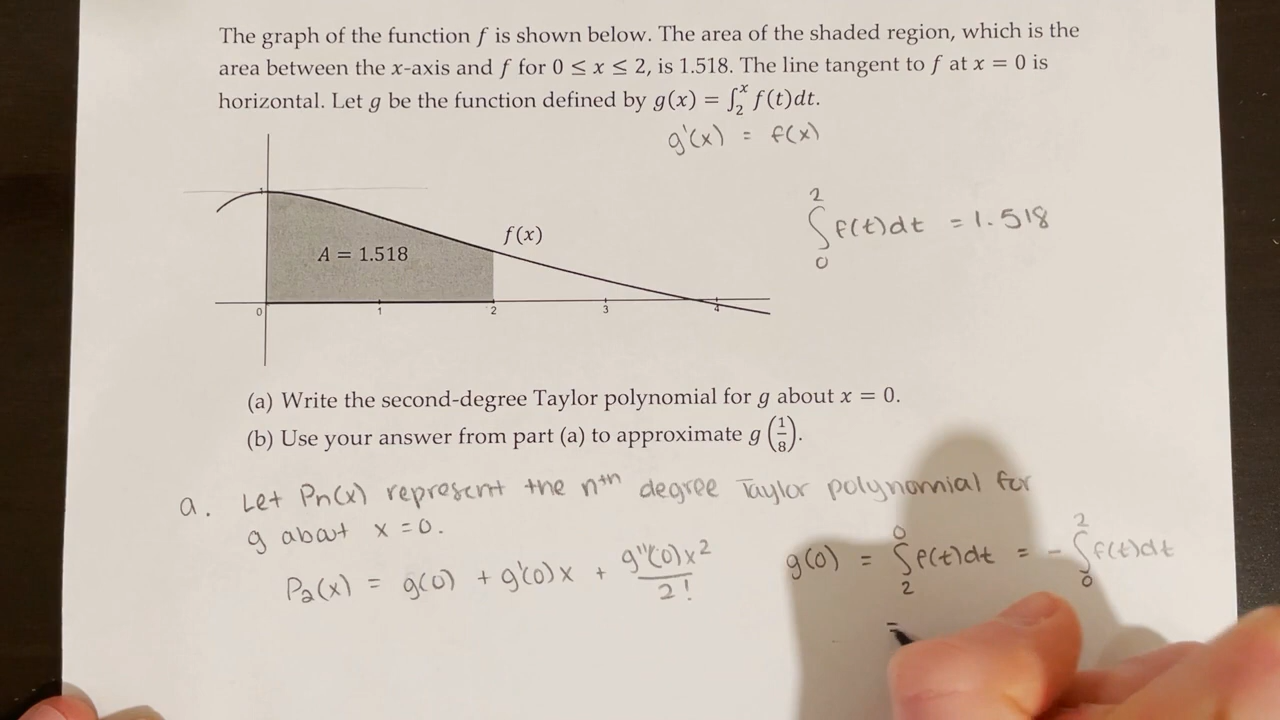 The graph of the function f is shown below. The area of the shaded region, which is the
area between the x-axis and f for 0 ≤ x ≤ 2, is 1.518. The line tangent to f at x = 0 is
horizontal. Let g be the function defined by g(x) = ∫₂ˣ f(t)dt.
g'(x) = f(x)
∫₀² f(t)dt = 1.518
1
f(x)
A = 1.518
0 1 2 3 4
(a) Write the second-degree Taylor polynomial for g about x = 0.
(b) Use your answer from part (a) to approximate g (1/8).
a. Let Pn(x) represent the nth degree Taylor polynomial for
g about x = 0.
P₂(x) = g(0) + g'(0)x + g''(0)x²/2!
g(0) = ∫₂⁰ f(t)dt = - ∫₀² f(t)dt
=